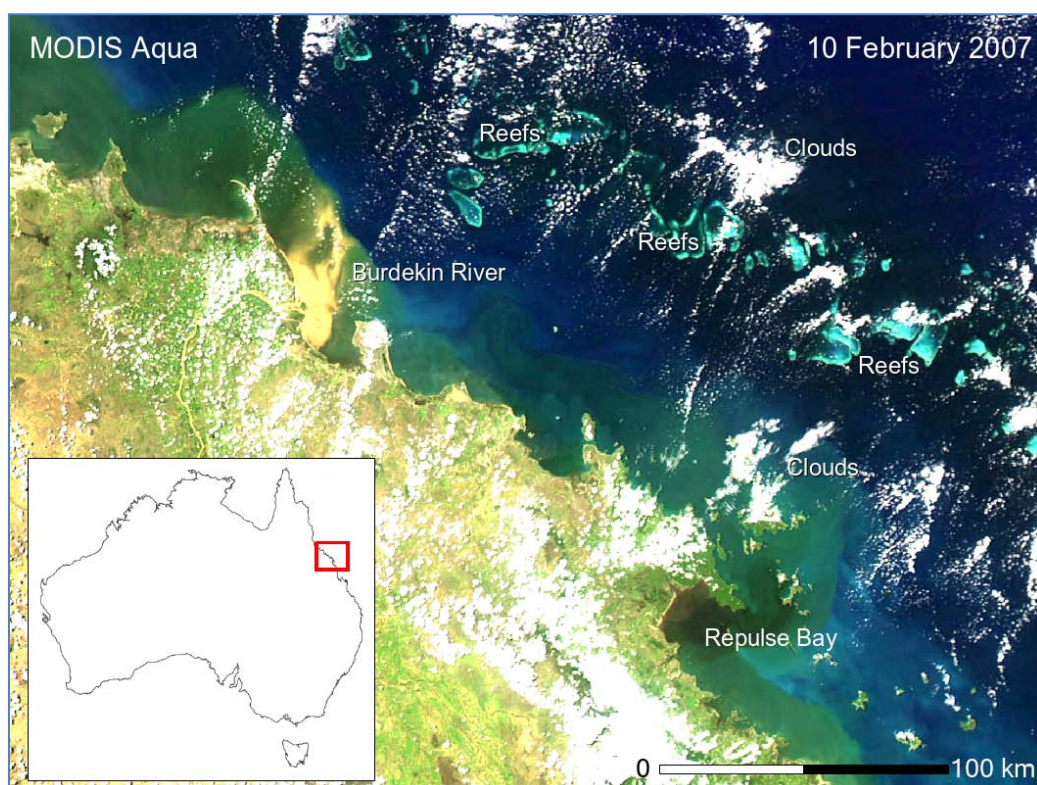 MODIS Aqua
10 February 2007
Reefs
Clouds
Reefs
Burdekin River
Reefs
Clouds
Repulse Bay
0
100 km